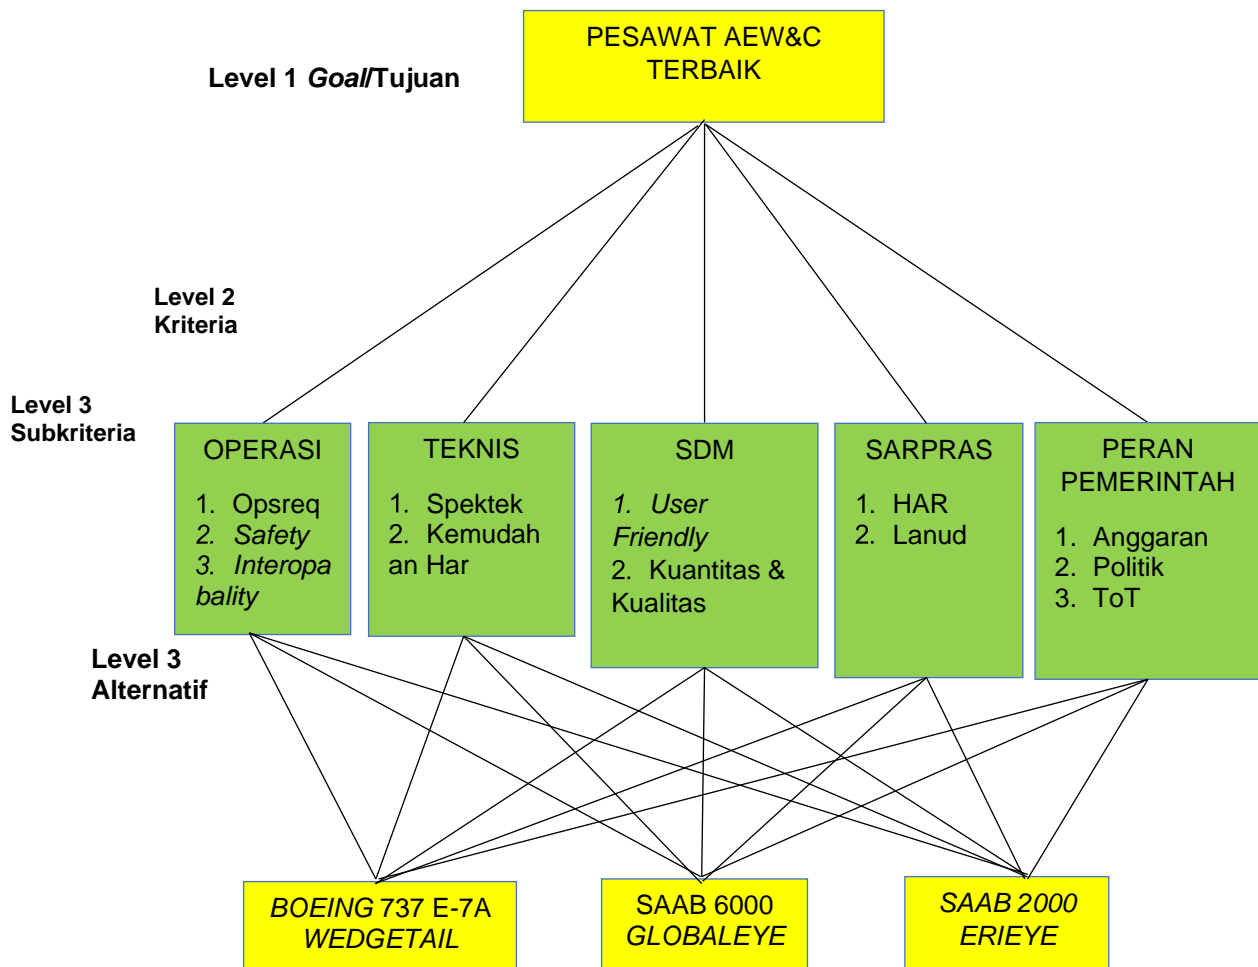 PESAWAT AEW&C
TERBAIK
Level 1 Goal/Tujuan
Level 2
Kriteria
Level 3
Subkriteria
OPERASI
1. Opsreq
2. Safety
3. Interopa
bality
TEKNIS
1. Spektek
2. Kemudah
an Har
SDM
1. User
Friendly
2. Kuantitas &
Kualitas
SARPRAS
1. HAR
2. Lanud
PERAN
PEMERINTAH
1. Anggaran
2. Politik
3. ToT
Level 3
Alternatif
BOEING 737 E-7A
WEDGETAIL
SAAB 6000
GLOBALEYE
SAAB 2000
ERIEYE